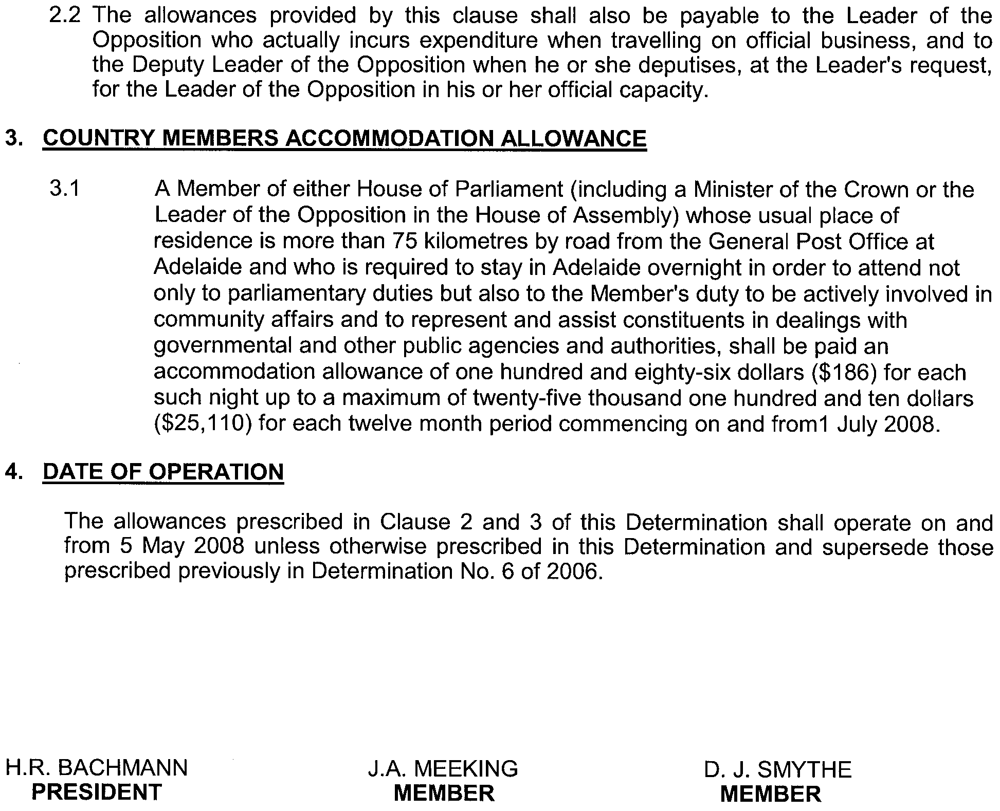 2.2 The allowances provided by this clause shall also be payable to the Leader of the
Opposition who actually incurs expenditure when travelling on official business, and to
the Deputy Leader of the Opposition when he or she deputises, at the Leader's request,
for the Leader of the Opposition in his or her official capacity.
3. COUNTRY MEMBERS ACCOMMODATION ALLOWANCE
3.1 A Member of either House of Parliament (including a Minister of the Crown or the
Leader of the Opposition in the House of Assembly) whose usual place of
residence is more than 75 kilometres by road from the General Post Office at
Adelaide and who is required to stay in Adelaide overnight in order to attend not
only to parliamentary duties but also to the Member's duty to be actively involved in
community affairs and to represent and assist constituents in dealings with
governmental and other public agencies and authorities, shall be paid an
accommodation allowance of one hundred and eighty-six dollars ($186) for each
such night up to a maximum of twenty-five thousand one hundred and ten dollars
($25,110) for each twelve month period commencing on and from1 July 2008.
4. DATE OF OPERATION
The allowances prescribed in Clause 2 and 3 of this Determination shall operate on and
from 5 May 2008 unless otherwise prescribed in this Determination and supersede those
prescribed previously in Determination No. 6 of 2006.
H.R. BACHMANN J.A. MEEKING D. J. SMYTHE
PRESIDENT MEMBER MEMBER